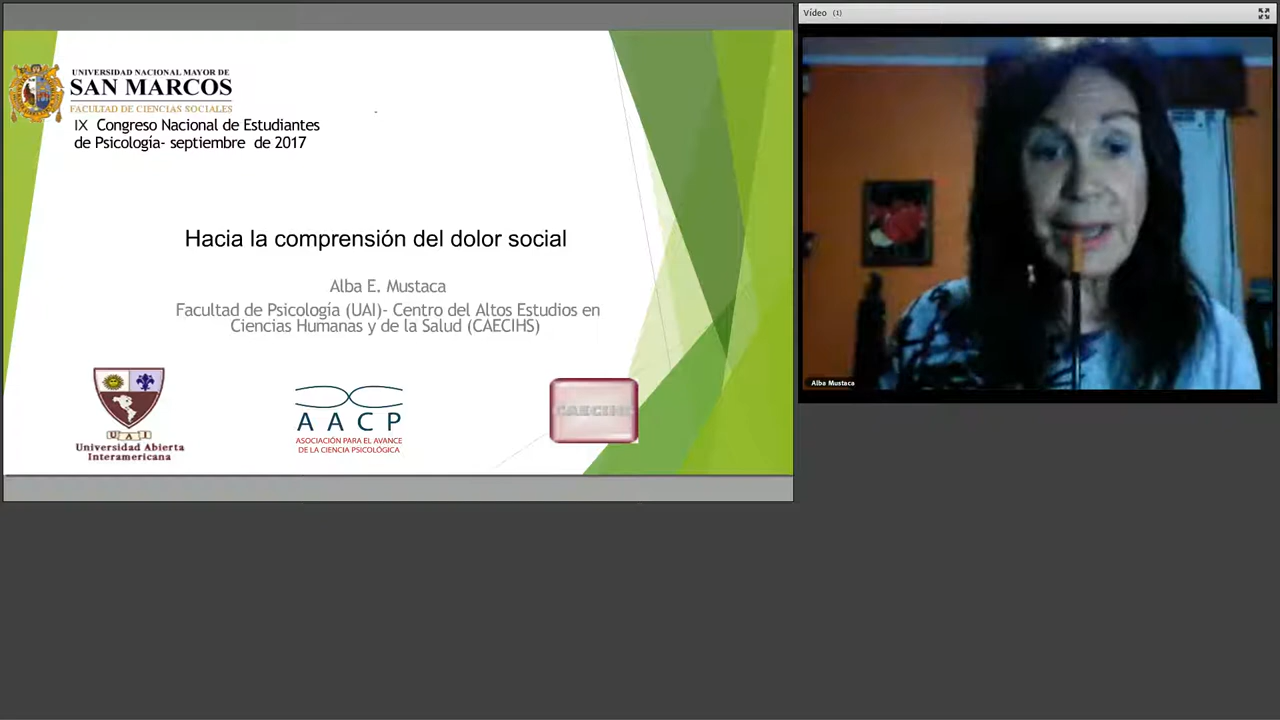 UNIVERSIDAD NACIONAL MAYOR DE
SAN MARCOS
FACULTAD DE CIENCIAS SOCIALES
IX Congreso Nacional de Estudiantes
de Psicología- septiembre de 2017
Hacia la comprensión del dolor social
Alba E. Mustaca
Facultad de Psicología (UAI)- Centro del Altos Estudios en
Ciencias Humanas y de la Salud (CAECIHS)
U A I
Universidad Abierta
Interamericana
AACP
ASOCIACIÓN PARA EL AVANCE
DE LA CIENCIA PSICOLÓGICA
CAECIHS
Vídeo (1)
Alba Mustaca